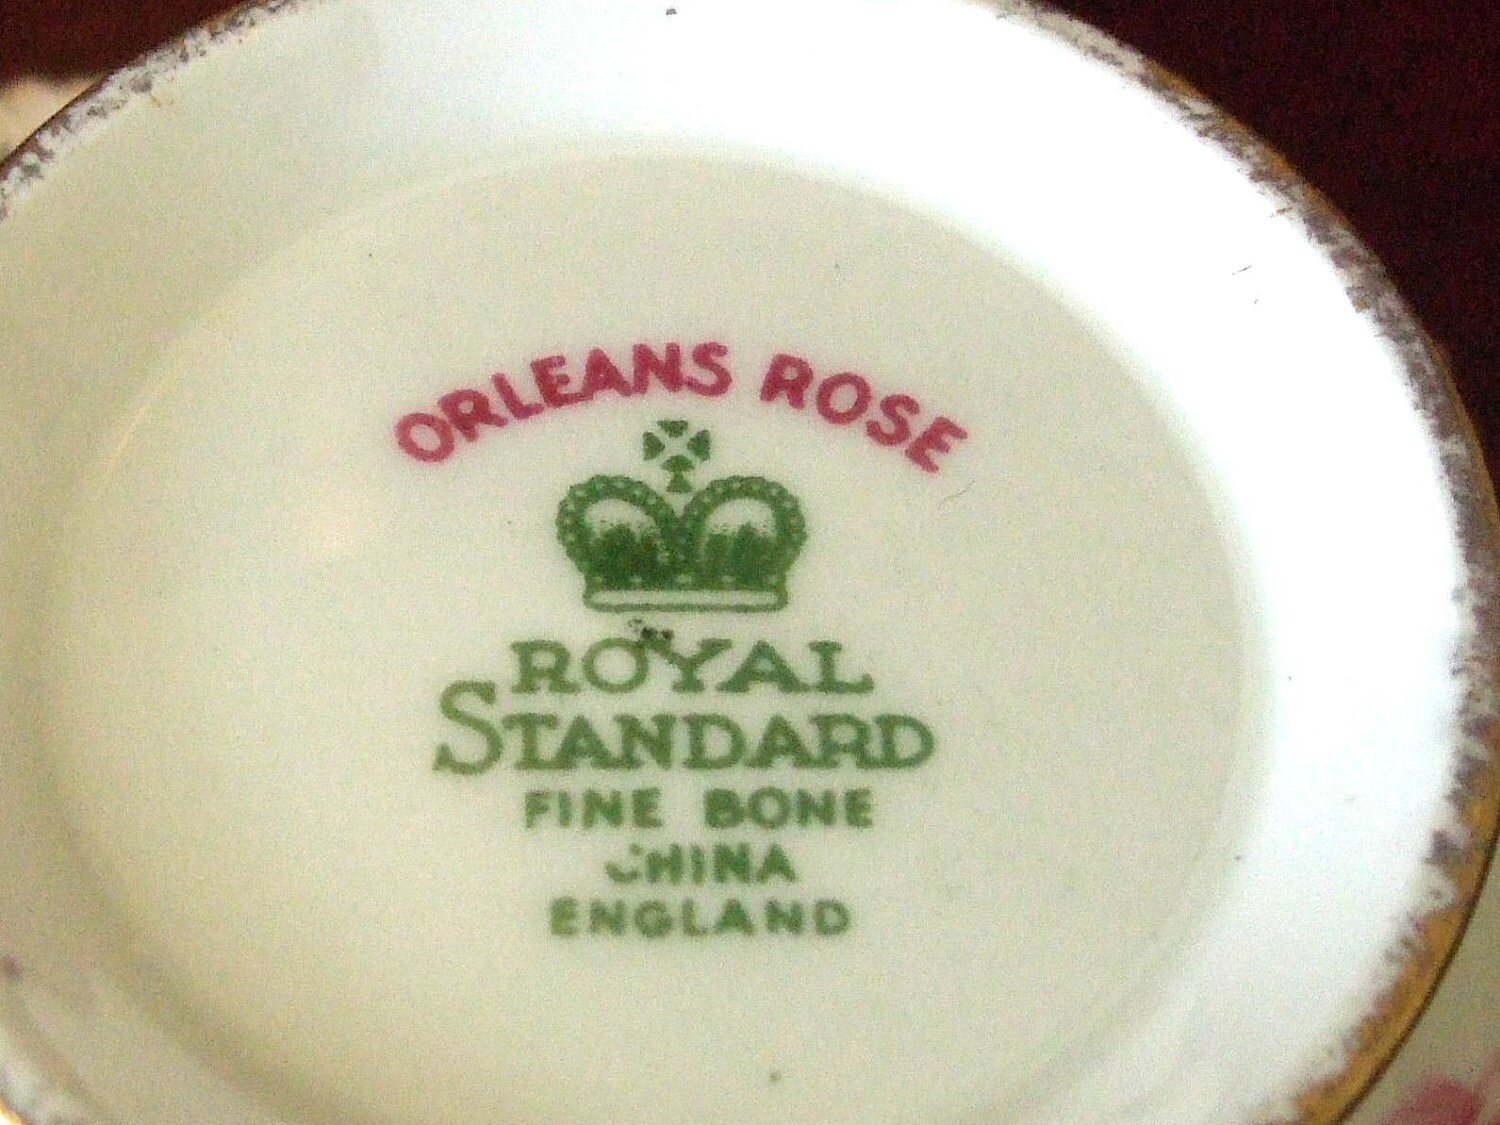 ORLEANS ROSE
ROYAL
STANDARD
FINE BONE
CHINA
ENGLAND